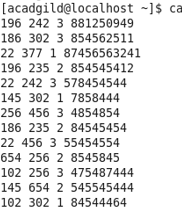 [acadgild@localhost ~]$ ca
196 242 3 881250949
186 302 3 854562511
22 377 1 87456563241
196 235 2 854545412
22 242 3 578454544
145 302 1 7858444
256 456 3 4854854
186 235 2 84545454
22 456 3 55454554
654 256 2 8545845
102 256 3 475487444
145 654 2 545545444
102 302 1 84544464